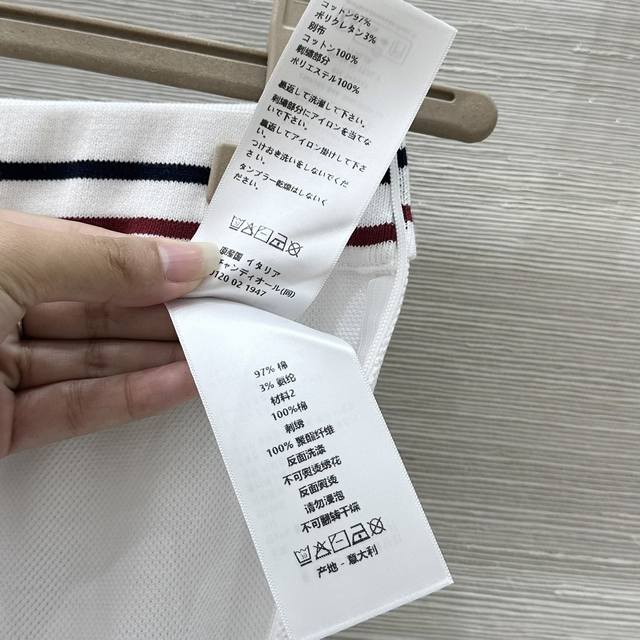 コットン97%
ポリウレタン3%
別布
コットン100%
刺繍部分
ポリエステル100%
裏返して洗濯して下さい。
刺繍部分にアイロンを当てな
いで下さい。
裏返してアイロン掛けして下
さい。
つけおき洗いをしないでくだ
さい。
タンブラー乾燥はしないく
ださい。
原産国 イタリア
チャンディオール(同)
0120 02 1947
97% 棉
3% 氨纶
材料2
100%棉
刺绣
100% 聚酯纤维
反面洗涤
不可熨烫绣花
反面熨烫
请勿浸泡
不可翻转干燥
产地 - 意大利